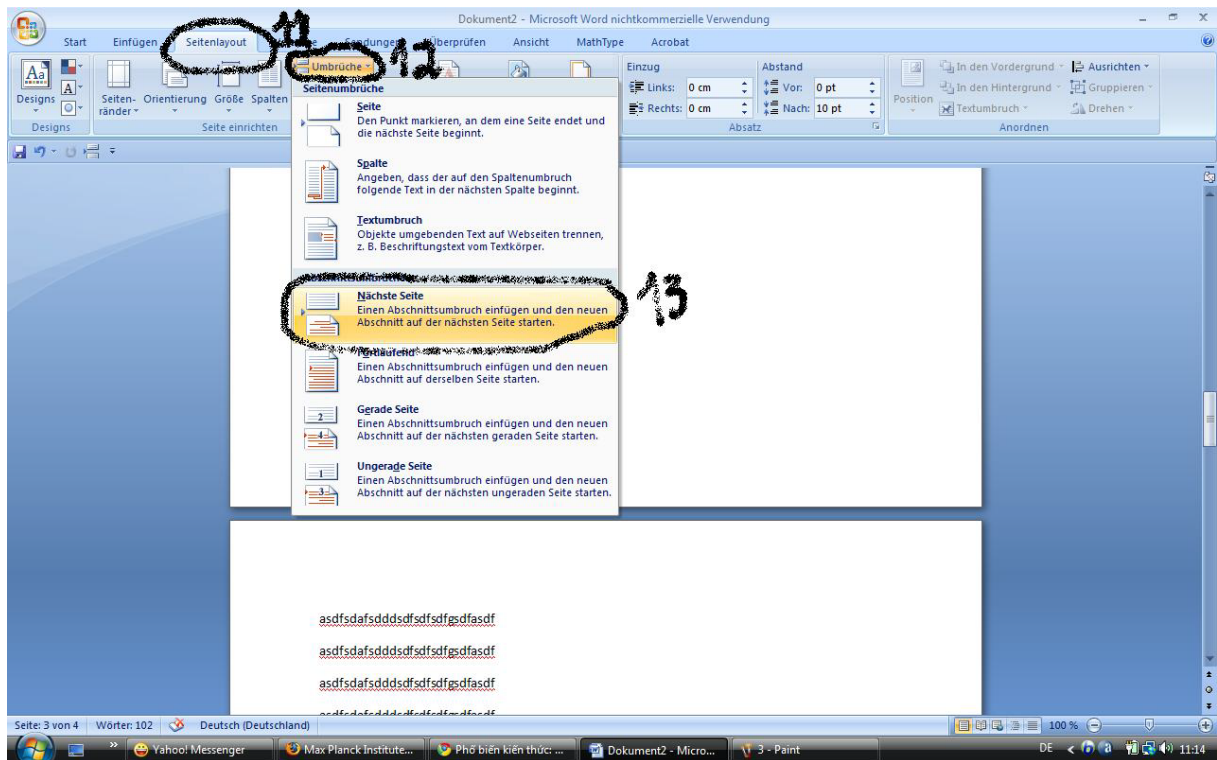 Dokument2 - Microsoft Word nichtkommerzielle Verwendung
Start Einfügen Seitenlayout 11 Sendungen Überprüfen Ansicht MathType Acrobat
Umbrüche 12
Designs
Seiten-
ränder
Orientierung Größe Spalten
Designs
Seite einrichten
Einzug Abstand
Links: 0 cm Vor: 0 pt
Rechts: 0 cm Nach: 10 pt
Absatz
Position
In den Vordergrund Ausrichten
In den Hintergrund Gruppieren
Textumbruch Drehen
Anordnen
Seitenumbrüche
Seite
Den Punkt markieren, an dem eine Seite endet und
die nächste Seite beginnt.
Spalte
Angeben, dass der auf den Spaltenumbruch
folgende Text in der nächsten Spalte beginnt.
Textumbruch
Objekte umgebenden Text auf Webseiten trennen,
z. B. Beschriftungstext vom Textkörper.
Nächste Seite 13
Einen Abschnittsumbruch einfügen und den neuen
Abschnitt auf der nächsten Seite starten.
Fortlaufend
Einen Abschnittsumbruch einfügen und den neuen
Abschnitt auf derselben Seite starten.
Gerade Seite
Einen Abschnittsumbruch einfügen und den neuen
Abschnitt auf der nächsten geraden Seite starten.
Ungerade Seite
Einen Abschnittsumbruch einfügen und den neuen
Abschnitt auf der nächsten ungeraden Seite starten.
asdfsdafsdddsdfsdfsdfgsdfasdf
asdfsdafsdddsdfsdfsdfgsdfasdf
asdfsdafsdddsdfsdfsdfgsdfasdf
Seite: 3 von 4 Wörter: 102 Deutsch (Deutschland) 100 %
Yahoo! Messenger Max Planck Institute... Phổ biến kiến thức: ... Dokument2 - Micro... 3 - Paint DE 11:14